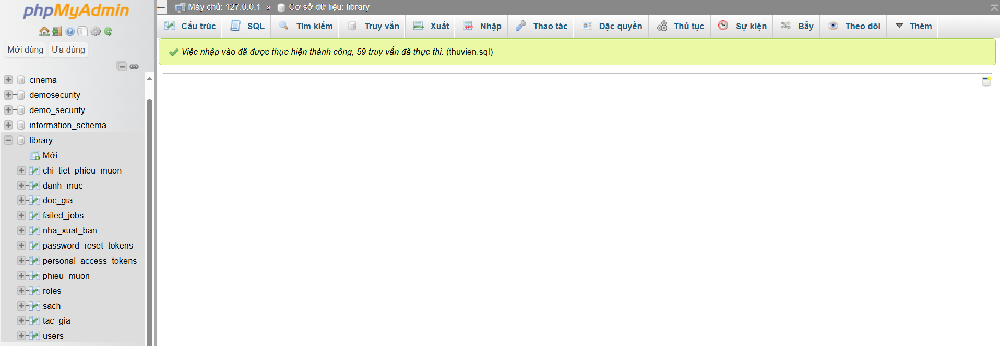 phpMyAdmin
Mới dùng Ưa dùng
cinema
demosecurity
demo_security
information_schema
library
Mới
chi_tiet_phieu_muon
danh_muc
doc_gia
failed_jobs
nha_xuat_ban
password_reset_tokens
personal_access_tokens
phieu_muon
roles
sach
tac_gia
users
Máy chủ: 127.0.0.1 » Cơ sở dữ liệu: library
Cấu trúc SQL Tìm kiếm Truy vấn Xuất Nhập Thao tác Đặc quyền Thủ tục Sự kiện Bẫy Theo dõi Thêm
Việc nhập vào đã được thực hiện thành công, 59 truy vấn đã thực thi. (thuvien.sql)